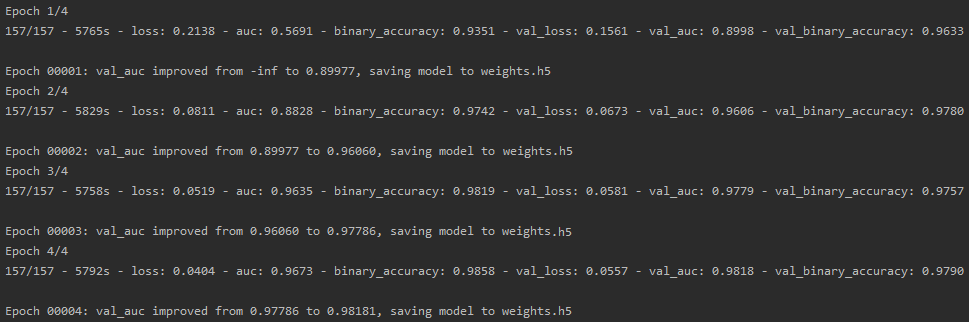 Epoch 1/4
157/157 - 5765s - loss: 0.2138 - auc: 0.5691 - binary_accuracy: 0.9351 - val_loss: 0.1561 - val_auc: 0.8998 - val_binary_accuracy: 0.9633
Epoch 00001: val_auc improved from -inf to 0.89977, saving model to weights.h5
Epoch 2/4
157/157 - 5829s - loss: 0.0811 - auc: 0.8828 - binary_accuracy: 0.9742 - val_loss: 0.0673 - val_auc: 0.9606 - val_binary_accuracy: 0.9780
Epoch 00002: val_auc improved from 0.89977 to 0.96060, saving model to weights.h5
Epoch 3/4
157/157 - 5758s - loss: 0.0519 - auc: 0.9635 - binary_accuracy: 0.9819 - val_loss: 0.0581 - val_auc: 0.9779 - val_binary_accuracy: 0.9757
Epoch 00003: val_auc improved from 0.96060 to 0.97786, saving model to weights.h5
Epoch 4/4
157/157 - 5792s - loss: 0.0404 - auc: 0.9673 - binary_accuracy: 0.9858 - val_loss: 0.0557 - val_auc: 0.9818 - val_binary_accuracy: 0.9790
Epoch 00004: val_auc improved from 0.97786 to 0.98181, saving model to weights.h5